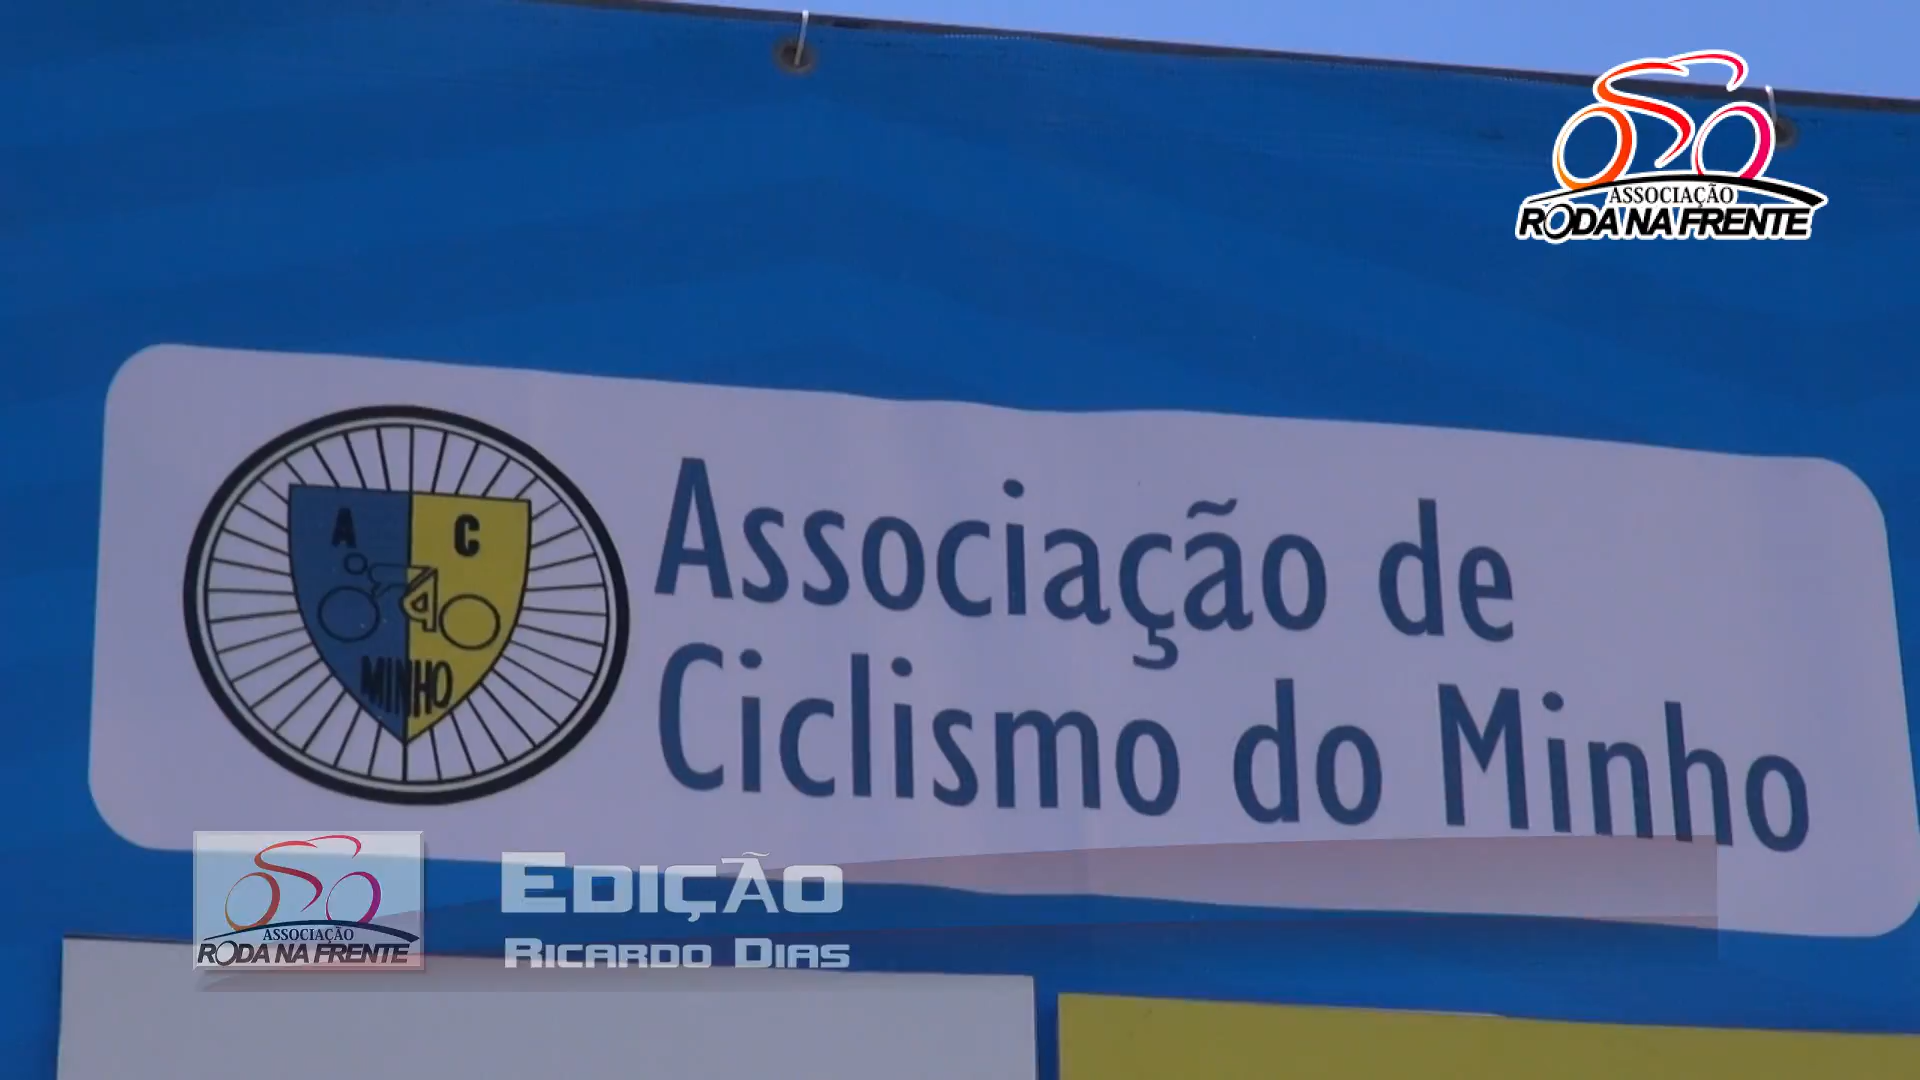 ASSOCIAÇÃO
RODA NA FRENTE
A C
MINHO
Associação de
Ciclismo do Minho
ASSOCIAÇÃO
RODA NA FRENTE
EDIÇÃO
RICARDO DIAS